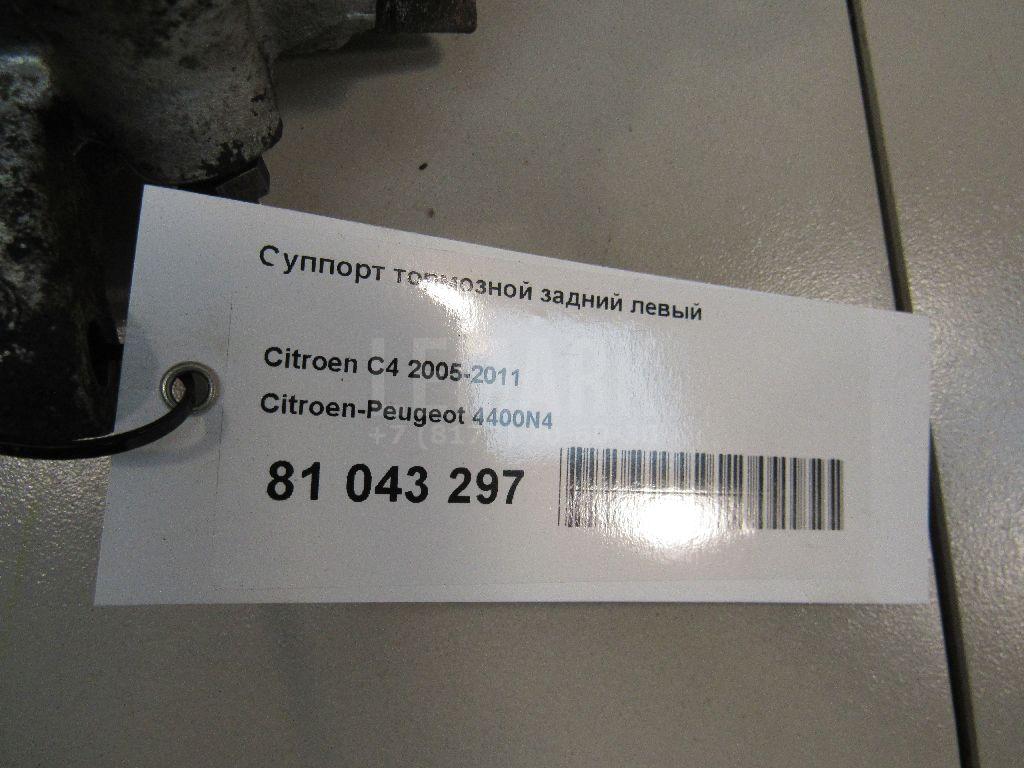 Суппорт тормозной задний левый
Citroen C4 2005-2011
Citroen-Peugeot 4400N4
81 043 297